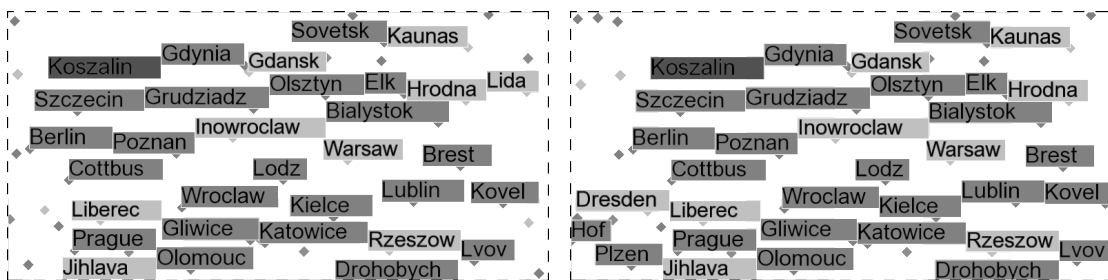 Sovetsk
Kaunas
Gdynia
Gdansk
Koszalin
Olsztyn
Elk
Hrodna
Lida
Szczecin
Grudziadz
Bialystok
Inowroclaw
Berlin
Poznan
Warsaw
Brest
Cottbus
Lodz
Wroclaw
Lublin
Kovel
Kielce
Liberec
Gliwice
Katowice
Prague
Rzeszow
Lvov
Olomouc
Jihlava
Drohobych
Sovetsk
Kaunas
Gdynia
Gdansk
Koszalin
Olsztyn
Elk
Hrodna
Szczecin
Grudziadz
Bialystok
Inowroclaw
Berlin
Poznan
Warsaw
Brest
Cottbus
Lodz
Wroclaw
Lublin
Kovel
Dresden
Kielce
Liberec
Hof
Gliwice
Katowice
Prague
Rzeszow
Plzen
Lvov
Olomouc
Jihlava
Drohobych